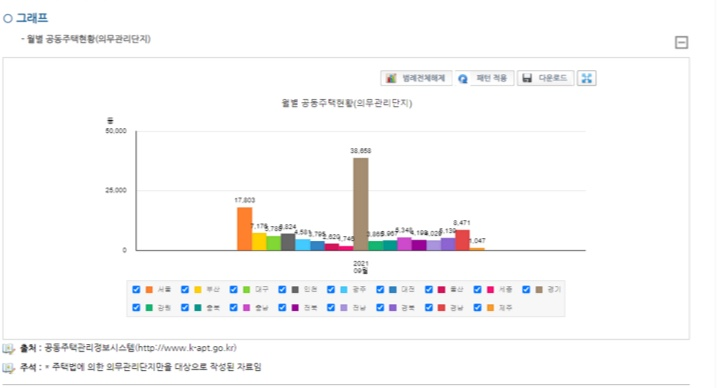 그래프
- 월별 공동주택현황(의무관리단지)
범례전체해제 패턴 적용 다운로드
월별 공동주택현황(의무관리단지)
동
50,000
38,658
25,000
17,803
8,471
0
2021
09월
서울 부산 대구 인천 광주 대전 울산 세종 경기
강원 충북 충남 전북 전남 경북 경남 제주
출처 : 공동주택관리정보시스템(http://www.k-apt.go.kr)
주석 : * 주택법에 의한 의무관리단지만을 대상으로 작성된 자료임